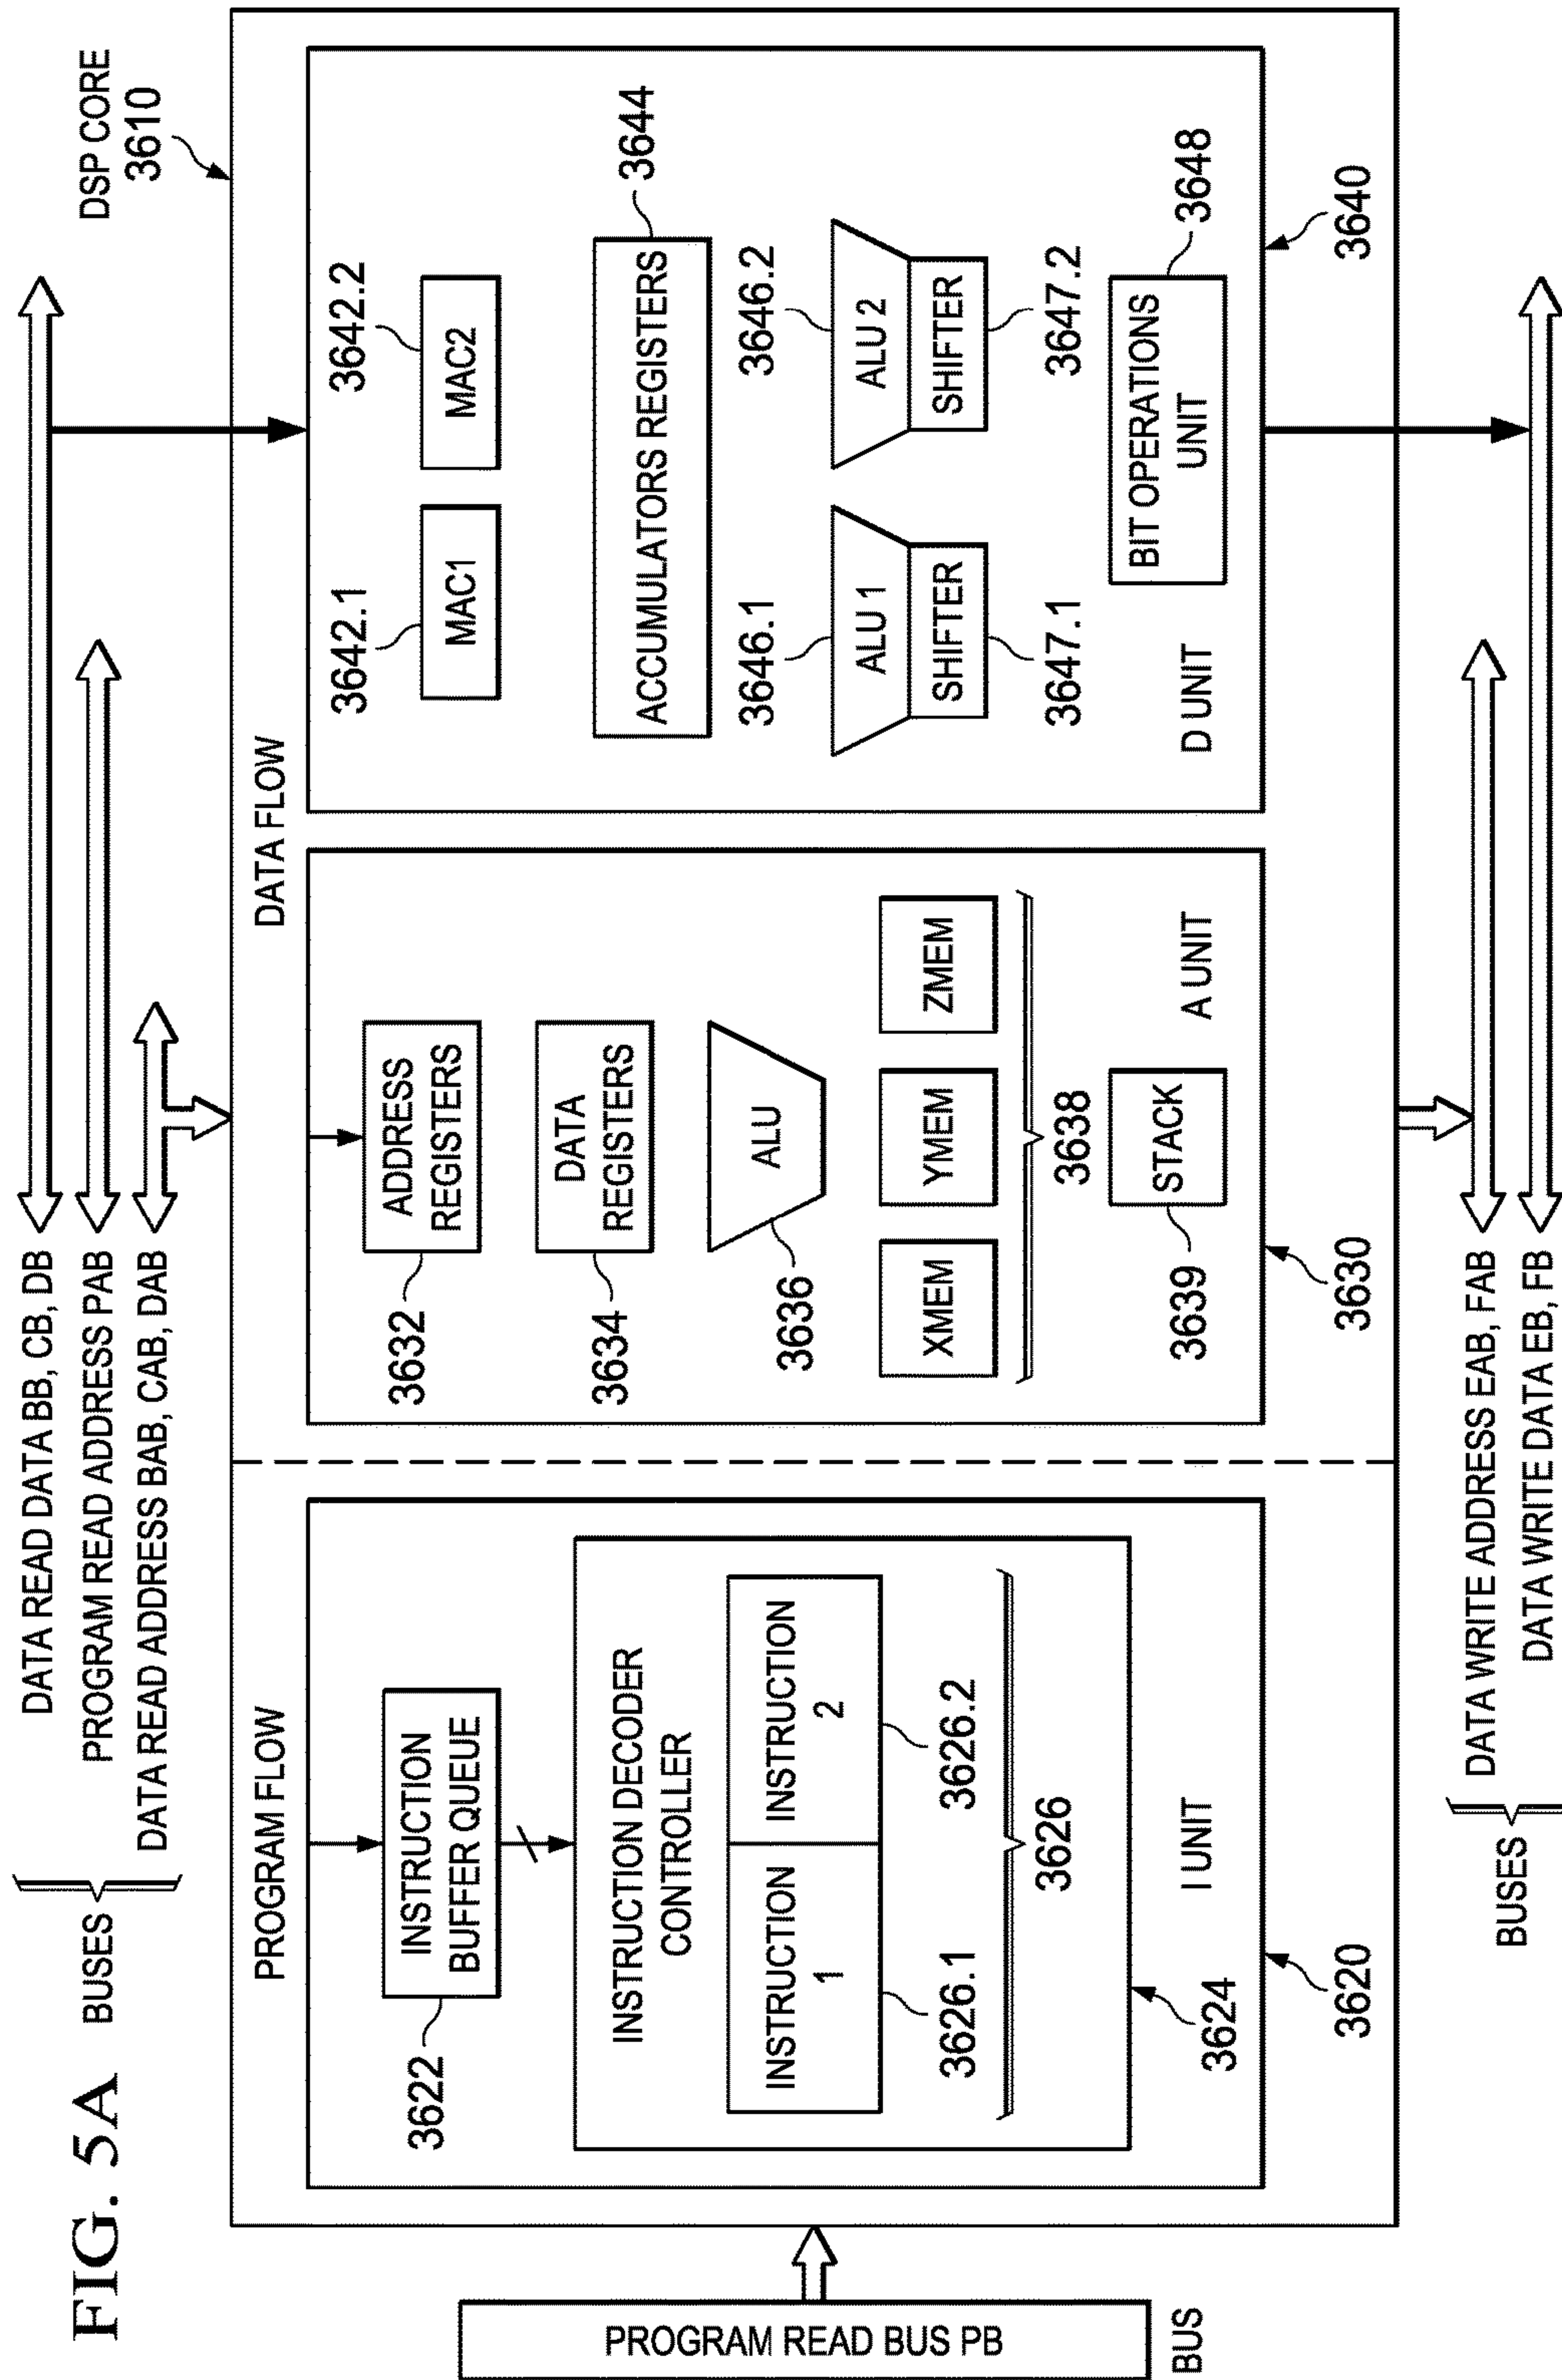 FIG. 5A
BUSES
DATA READ DATA BB, CB, DB
PROGRAM READ ADDRESS PAB
DATA READ ADDRESS BAB, CAB, DAB
DSP CORE
3610
PROGRAM READ BUS PB
BUS
PROGRAM FLOW
INSTRUCTION
BUFFER QUEUE
3622
INSTRUCTION DECODER
CONTROLLER
INSTRUCTION
1
INSTRUCTION
2
3626.1
3626.2
3626
3624
I UNIT
3620
DATA FLOW
ADDRESS
REGISTERS
3632
DATA
REGISTERS
3634
ALU
3636
XMEM
YMEM
ZMEM
3638
STACK
3639
A UNIT
3630
3642.1
3642.2
MAC1
MAC2
ACCUMULATORS REGISTERS
3644
3646.1
3646.2
ALU 1
SHIFTER
ALU 2
SHIFTER
3647.1
3647.2
BIT OPERATIONS
UNIT
3648
D UNIT
3640
BUSES
DATA WRITE ADDRESS EAB, FAB
DATA WRITE DATA EB, FB